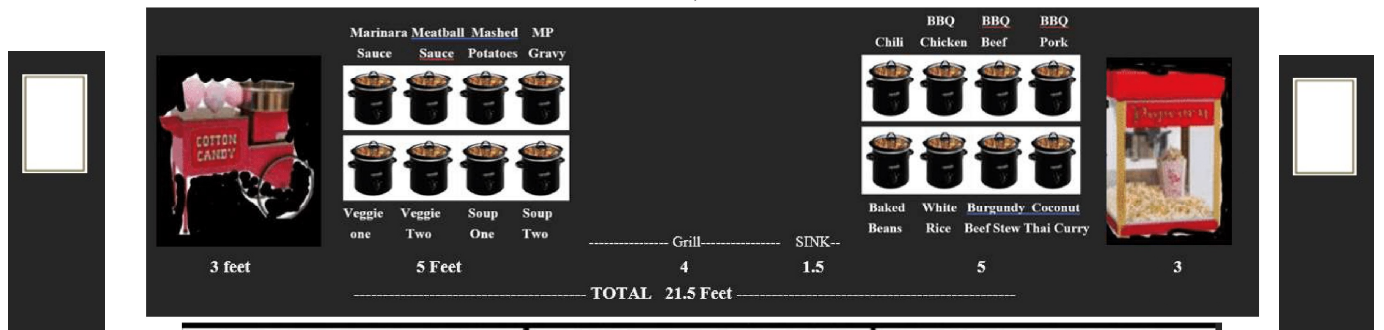 BBQ BBQ BBQ
Marinara Meatball Mashed MP
Chili Chicken Beef Pork
Sauce Sauce Potatoes Gravy
COTTON
CANDY
Popcorn
Veggie Veggie Soup Soup
one Two One Two
Baked White Burgundy Coconut
Beans Rice Beef Stew Thai Curry
---------------- Grill---------------- SINK--
3 feet 5 Feet 4 1.5 5 3
TOTAL 21.5 Feet